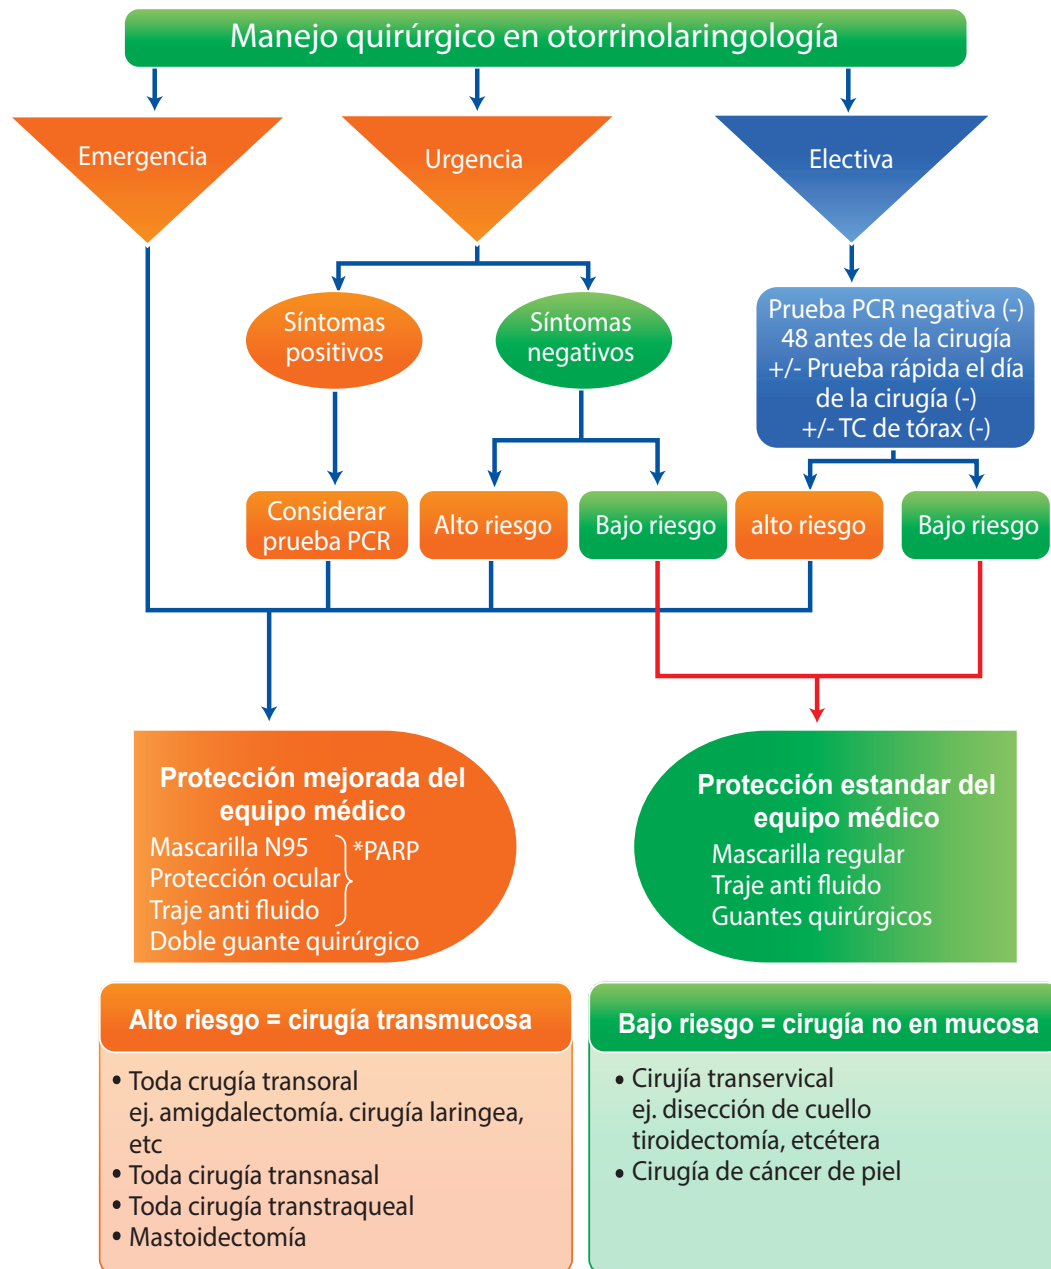 Manejo quirúrgico en otorrinolaringología
Emergencia
Urgencia
Electiva
Síntomas
positivos
Síntomas
negativos
Prueba PCR negativa (-)
48 antes de la cirugía
+/- Prueba rápida el día
de la cirugía (-)
+/- TC de tórax (-)
Considerar
prueba PCR
Alto riesgo
Bajo riesgo
alto riesgo
Bajo riesgo
Protección mejorada del
equipo médico
Mascarilla N95
*PARP
Protección ocular
Traje anti fluido
Doble guante quirúrgico
Protección estandar del
equipo médico
Mascarilla regular
Traje anti fluido
Guantes quirúrgicos
Alto riesgo = cirugía transmucosa
• Toda crugía transoral
ej. amigdalectomía. cirugía laringea,
etc
• Toda cirugía transnasal
• Toda cirugía transtraqueal
• Mastoidectomía
Bajo riesgo = cirugía no en mucosa
• Cirujía transervical
ej. disección de cuello
tiroidectomía, etcétera
• Cirugía de cáncer de piel